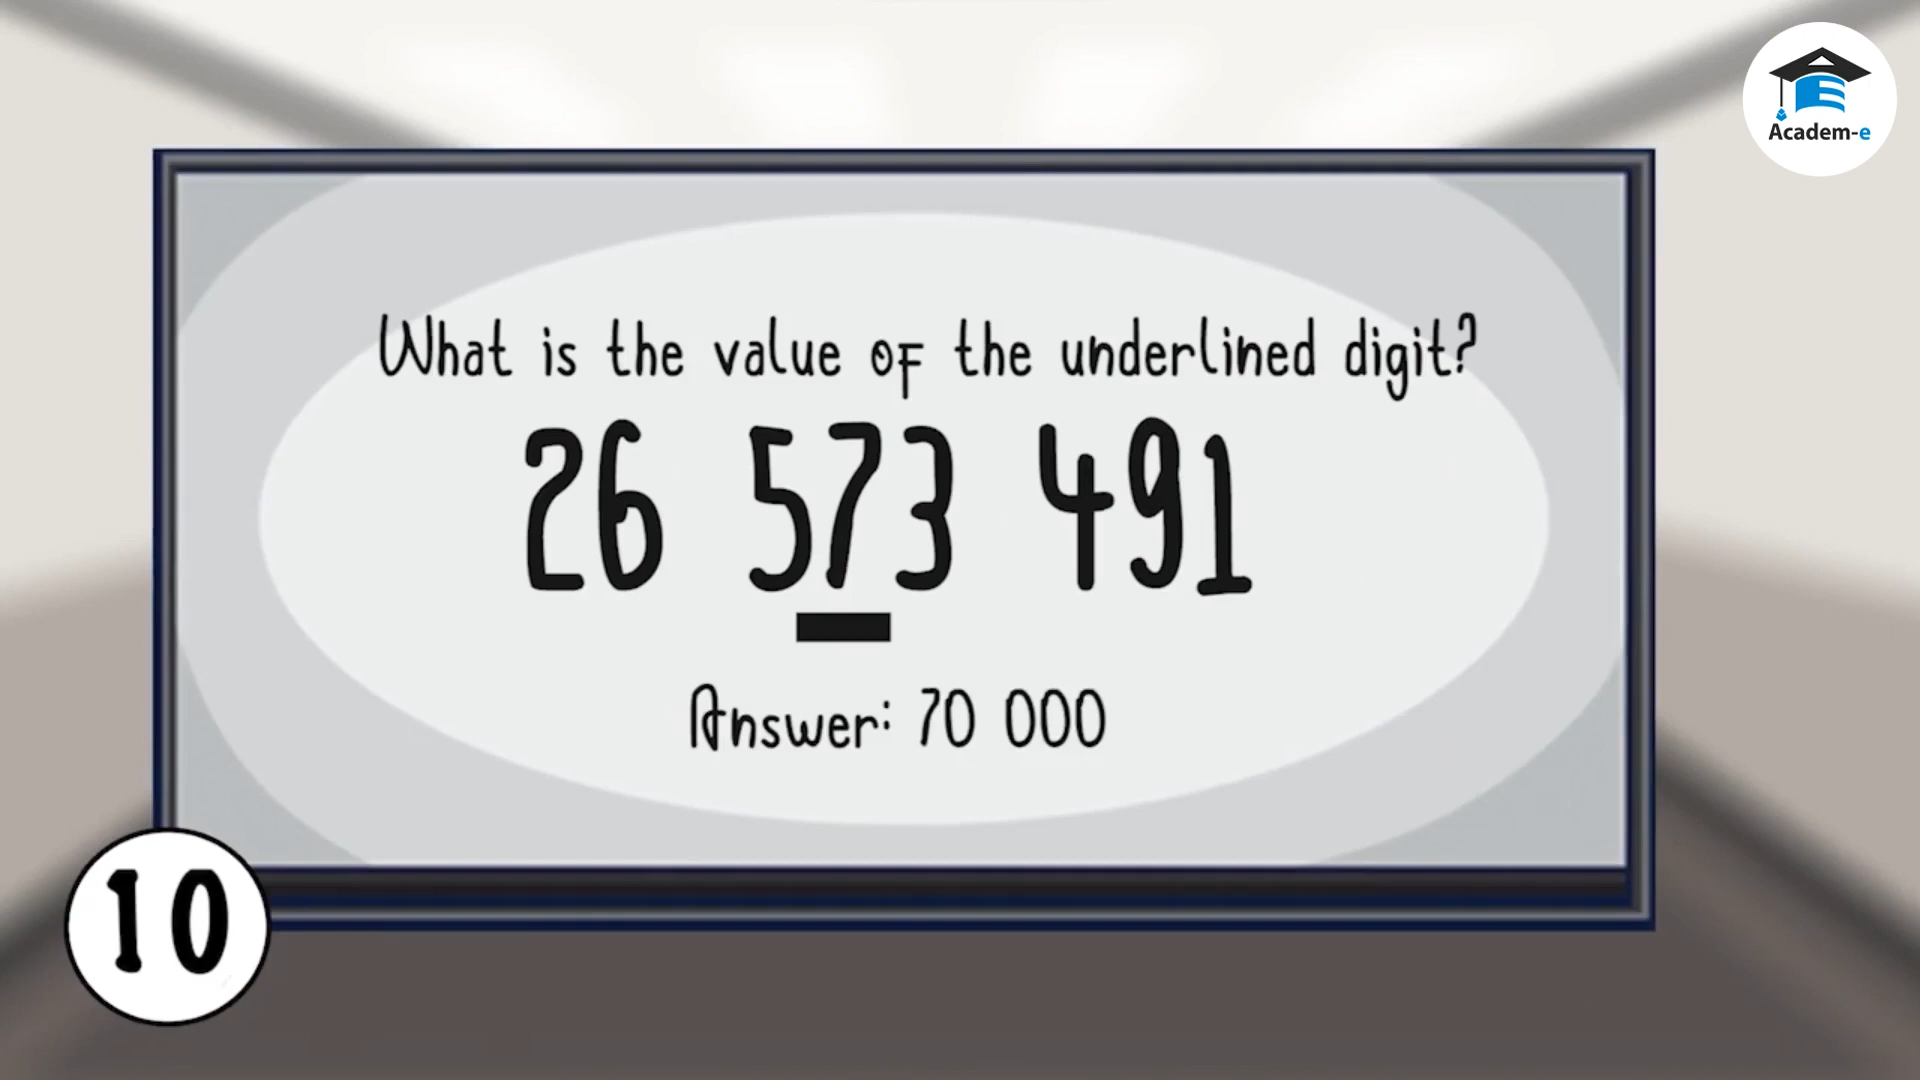 Academ-e
What is the value of the underlined digit?
26 573 491
Answer: 70 000
10